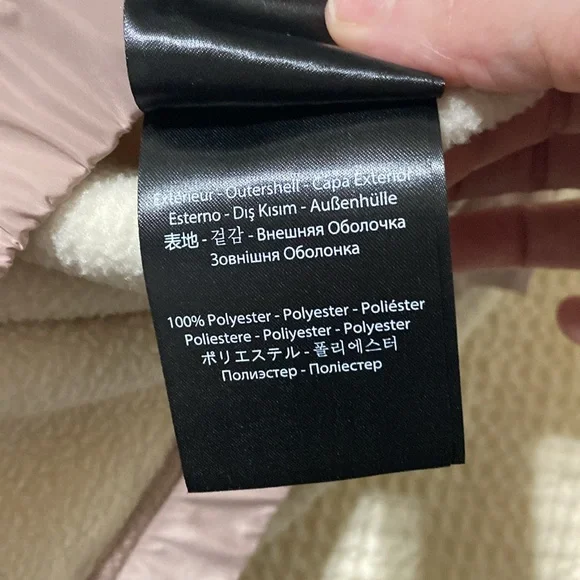 Extérieur - Outershell - Capa Exterior
Esterno - Dış Kısım - Außenhülle
表地 - 겉감 - Внешняя Оболочка
Зовнішня Оболонка
100% Polyester - Polyester - Poliéster
Poliestere - Poliyester - Polyester
ポリエステル - 폴리에스터
Полиэстер - Поліестер